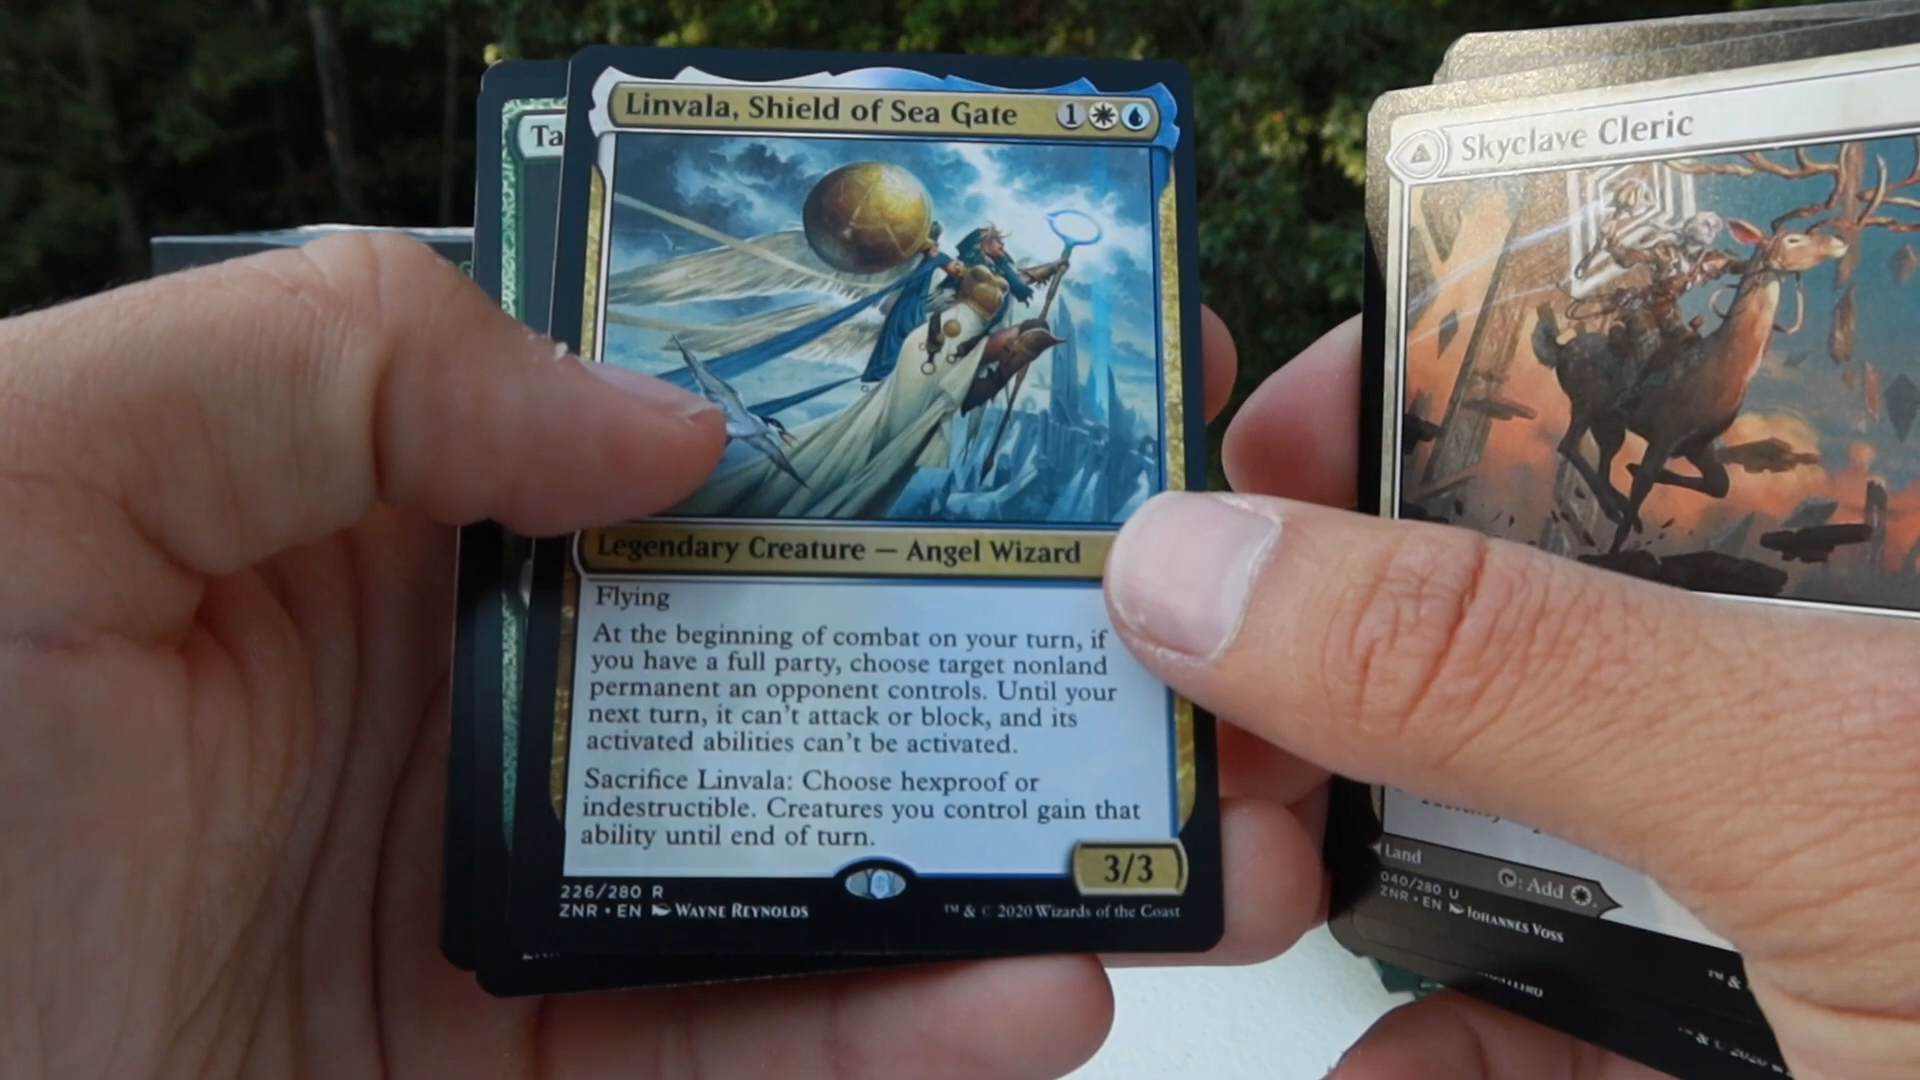 Ta
Linvala, Shield of Sea Gate 1
Legendary Creature — Angel Wizard
Flying
At the beginning of combat on your turn, if
you have a full party, choose target nonland
permanent an opponent controls. Until your
next turn, it can't attack or block, and its
activated abilities can't be activated.
Sacrifice Linvala: Choose hexproof or
indestructible. Creatures you control gain that
ability until end of turn.
3/3
226/280 R
ZNR • EN WAYNE REYNOLDS
™ & © 2020 Wizards of the Coast
Skyclave Cleric
Land
: Add .
040/280 U
ZNR • EN JOHANNES VOSS
™ &
™ & © 2020 W